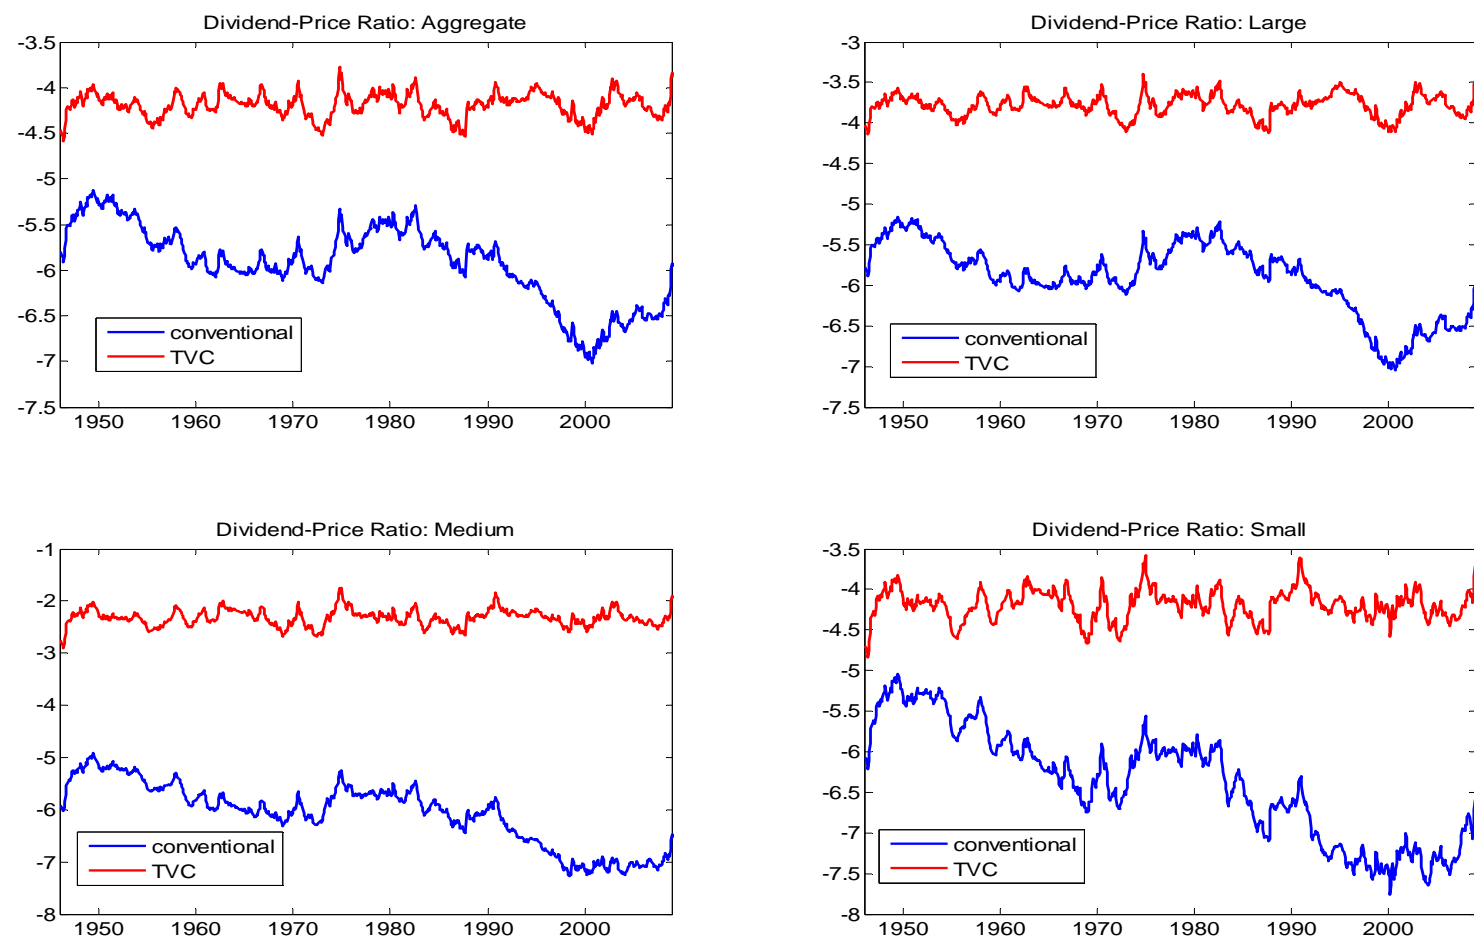 Dividend-Price Ratio: Aggregate
-3.5
-4
-4.5
-5
-5.5
-6
-6.5
-7
-7.5
conventional
TVC
1950 1960 1970 1980 1990 2000
Dividend-Price Ratio: Large
-3
-3.5
-4
-4.5
-5
-5.5
-6
-6.5
-7
-7.5
conventional
TVC
1950 1960 1970 1980 1990 2000
Dividend-Price Ratio: Medium
-1
-2
-3
-4
-5
-6
-7
-8
conventional
TVC
1950 1960 1970 1980 1990 2000
Dividend-Price Ratio: Small
-3.5
-4
-4.5
-5
-5.5
-6
-6.5
-7
-7.5
-8
conventional
TVC
1950 1960 1970 1980 1990 2000